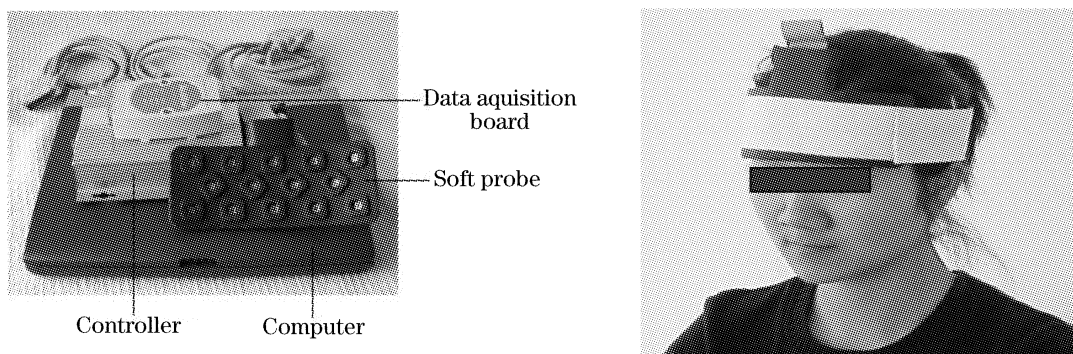 Data aquisition
board
Soft probe
Controller
Computer